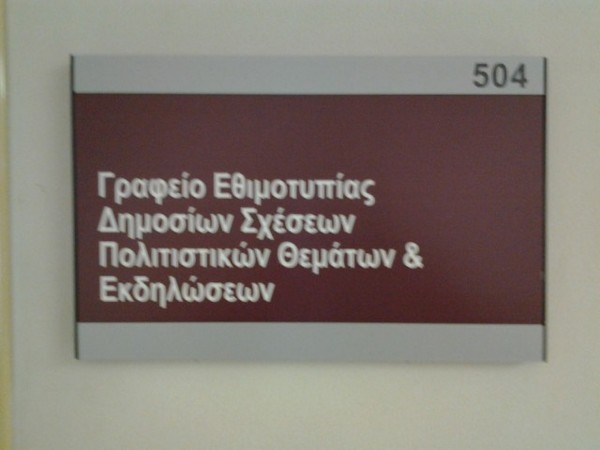 504
Γραφείο Εθιμοτυπίας
Δημοσίων Σχέσεων
Πολιτιστικών Θεμάτων &
Εκδηλώσεων